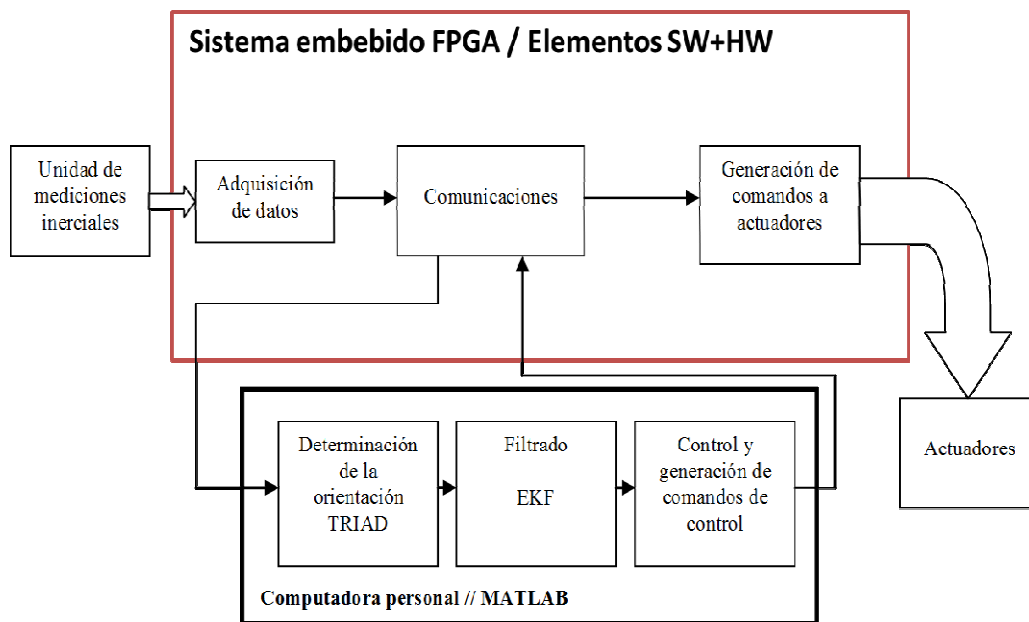 Sistema embebido FPGA / Elementos SW+HW
Unidad de
mediciones
inerciales
Adquisición
de datos
Comunicaciones
Generación de
comandos a
actuadores
Actuadores
Determinación
de la
orientación
TRIAD
Filtrado
EKF
Control y
generación de
comandos de
control
Computadora personal // MATLAB